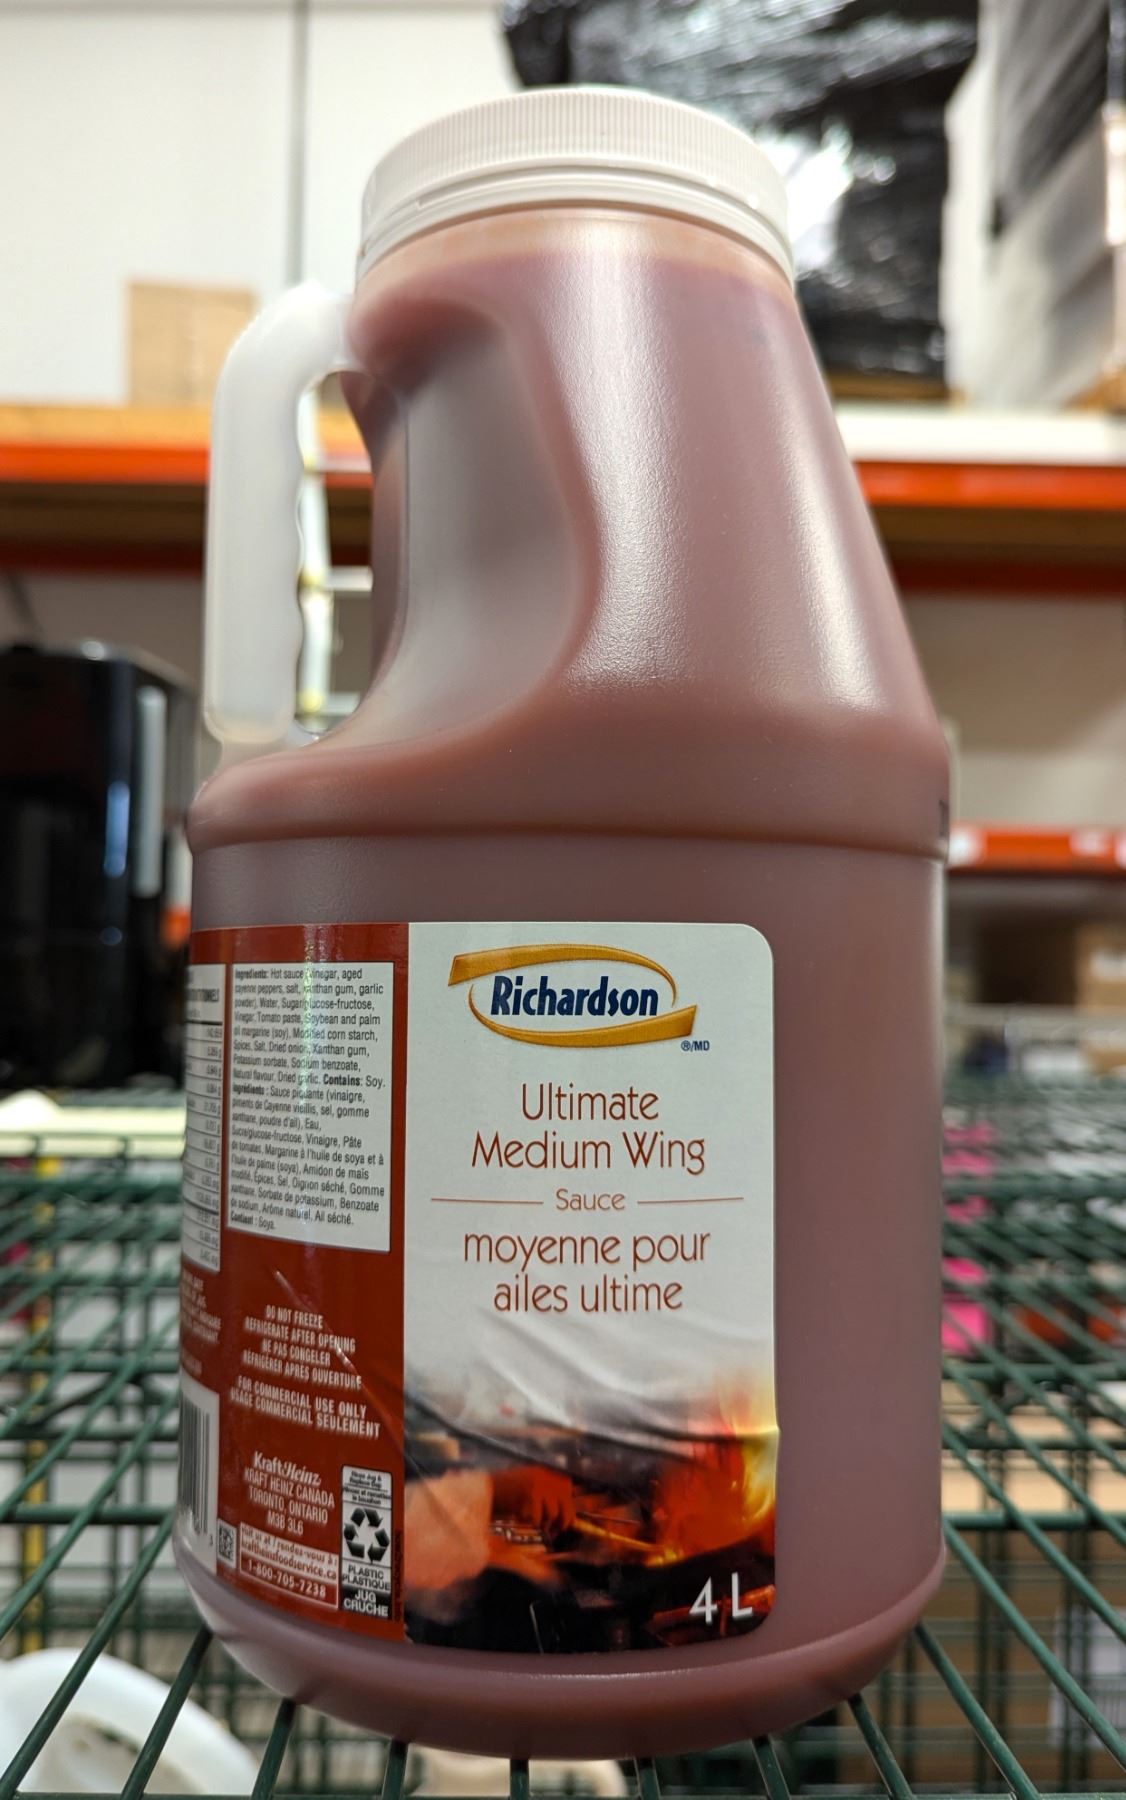 Richardson
®/MD
Ultimate
Medium Wing
Sauce
moyenne pour
ailes ultime
4 L
Ingredients: Hot sauce (vinegar, aged
cayenne peppers, salt, xanthan gum, garlic
powder), Water, Sugar/glucose-fructose,
Vinegar, Tomato paste, Soybean and palm
oil margarine (soy), Modified corn starch,
Spices, Salt, Dried onion, Xanthan gum,
Potassium sorbate, Sodium benzoate,
Natural flavour, Dried garlic. Contains: Soy.
Ingrédients : Sauce piquante (vinaigre,
piments de Cayenne vieillis, sel, gomme
xanthane, poudre d'ail), Eau,
Sucre/glucose-fructose, Vinaigre, Pâte
de tomates, Margarine à l'huile de soya et à
l'huile de palme (soya), Amidon de maïs
modifié, Épices, Sel, Oignon séché, Gomme
xanthane, Sorbate de potassium, Benzoate
de sodium, Arôme naturel, Ail séché.
Contient : Soya.
DO NOT FREEZE
REFRIGERATE AFTER OPENING
NE PAS CONGELER
RÉFRIGÉRER APRÈS OUVERTURE
FOR COMMERCIAL USE ONLY
USAGE COMMERCIAL SEULEMENT
KraftHeinz
KRAFT HEINZ CANADA
TORONTO, ONTARIO
M3B 3L6
kraftheinzfoodservice.ca
1-800-705-7238
PLASTIC
PLASTIQUE
JUG
CRUCHE